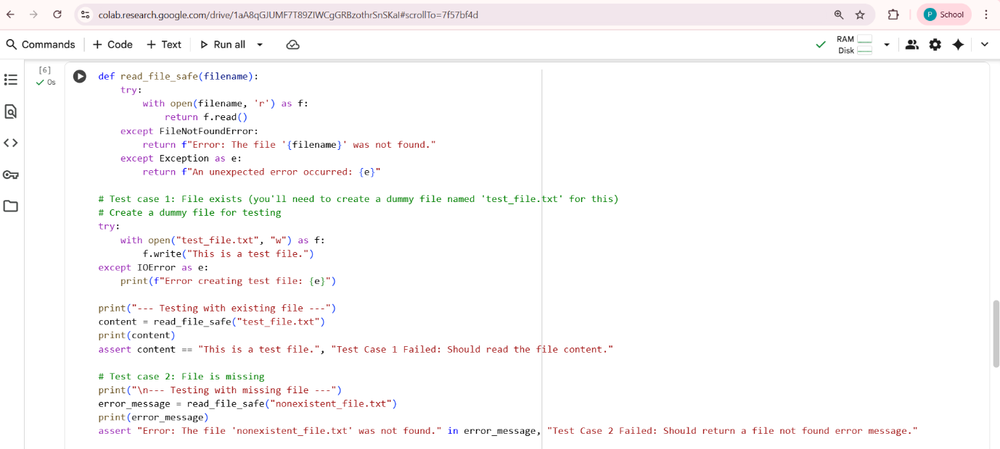 colab.research.google.com/drive/1aA8qGJUMF7T89ZIWCgGRBzothrSnSKaI#scrollTo=7f57bf4d
P School
Commands + Code + Text Run all
RAM
Disk
[6]
0s
def read_file_safe(filename):
    try:
        with open(filename, 'r') as f:
            return f.read()
    except FileNotFoundError:
        return f"Error: The file '{filename}' was not found."
    except Exception as e:
        return f"An unexpected error occurred: {e}"

# Test case 1: File exists (you'll need to create a dummy file named 'test_file.txt' for this)
# Create a dummy file for testing
try:
    with open("test_file.txt", "w") as f:
        f.write("This is a test file.")
except IOError as e:
    print(f"Error creating test file: {e}")

print("--- Testing with existing file ---")
content = read_file_safe("test_file.txt")
print(content)
assert content == "This is a test file.", "Test Case 1 Failed: Should read the file content."

# Test case 2: File is missing
print("\n--- Testing with missing file ---")
error_message = read_file_safe("nonexistent_file.txt")
print(error_message)
assert "Error: The file 'nonexistent_file.txt' was not found." in error_message, "Test Case 2 Failed: Should return a file not found error message."